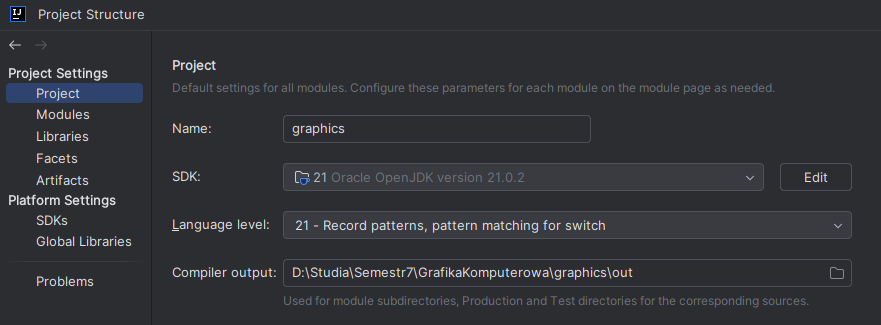 IJ
Project Structure
Project Settings
Project
Modules
Libraries
Facets
Artifacts
Platform Settings
SDKs
Global Libraries
Problems
Project
Default settings for all modules. Configure these parameters for each module on the module page as needed.
Name: graphics
SDK: 21 Oracle OpenJDK version 21.0.2 Edit
Language level: 21 - Record patterns, pattern matching for switch
Compiler output: D:\Studia\Semestr7\GrafikaKomputerowa\graphics\out
Used for module subdirectories, Production and Test directories for the corresponding sources.